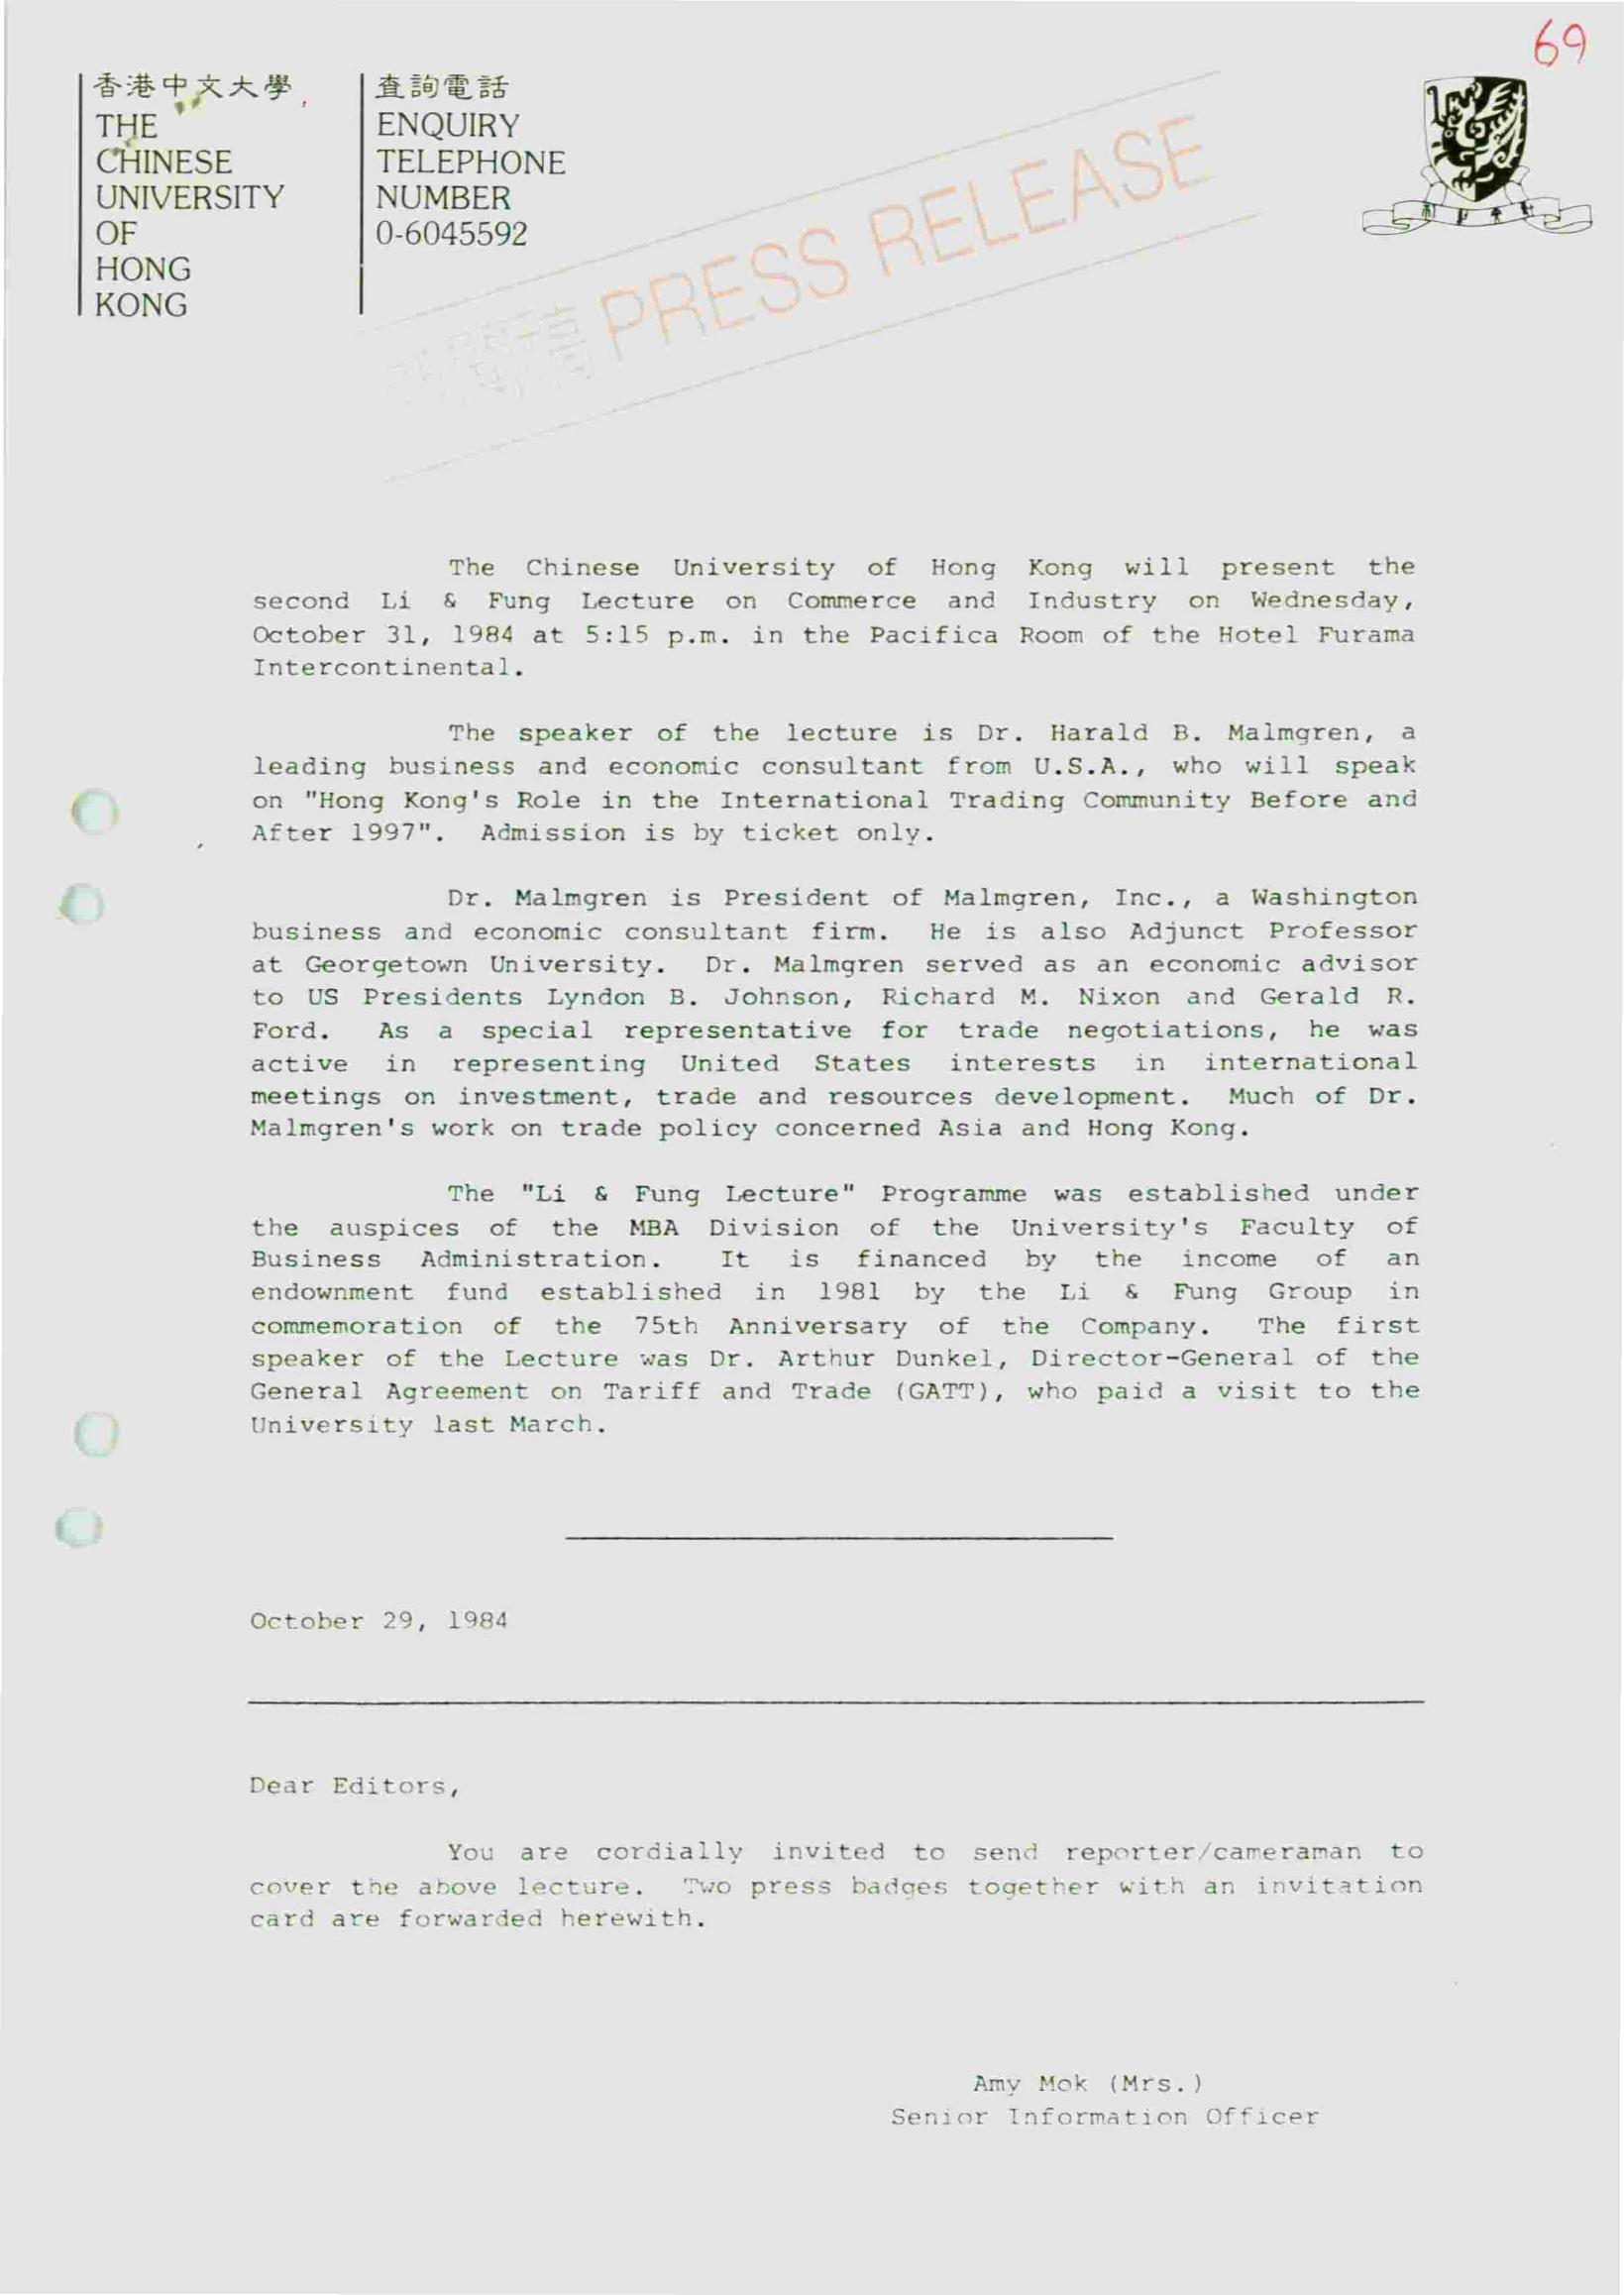 69
香港中文大學
THE
CHINESE
UNIVERSITY
OF
HONG
KONG
查詢電話
ENQUIRY
TELEPHONE
NUMBER
0-6045592
PRESS RELEASE
The Chinese University of Hong Kong will present the
second Li & Fung Lecture on Commerce and Industry on Wednesday,
October 31, 1984 at 5:15 p.m. in the Pacifica Room of the Hotel Furama
Intercontinental.
The speaker of the lecture is Dr. Harald B. Malmgren, a
leading business and economic consultant from U.S.A., who will speak
on "Hong Kong's Role in the International Trading Community Before and
After 1997". Admission is by ticket only.
Dr. Malmgren is President of Malmgren, Inc., a Washington
business and economic consultant firm. He is also Adjunct Professor
at Georgetown University. Dr. Malmgren served as an economic advisor
to US Presidents Lyndon B. Johnson, Richard M. Nixon and Gerald R.
Ford. As a special representative for trade negotiations, he was
active in representing United States interests in international
meetings on investment, trade and resources development. Much of Dr.
Malmgren's work on trade policy concerned Asia and Hong Kong.
The "Li & Fung Lecture" Programme was established under
the auspices of the MBA Division of the University's Faculty of
Business Administration. It is financed by the income of an
endownment fund established in 1981 by the Li & Fung Group in
commemoration of the 75th Anniversary of the Company. The first
speaker of the Lecture was Dr. Arthur Dunkel, Director-General of the
General Agreement on Tariff and Trade (GATT), who paid a visit to the
University last March.
October 29, 1984
Dear Editors,
You are cordially invited to send reporter/cameraman to
cover the above lecture. Two press badges together with an invitation
card are forwarded herewith.
Amy Mok (Mrs.)
Senior Information Officer